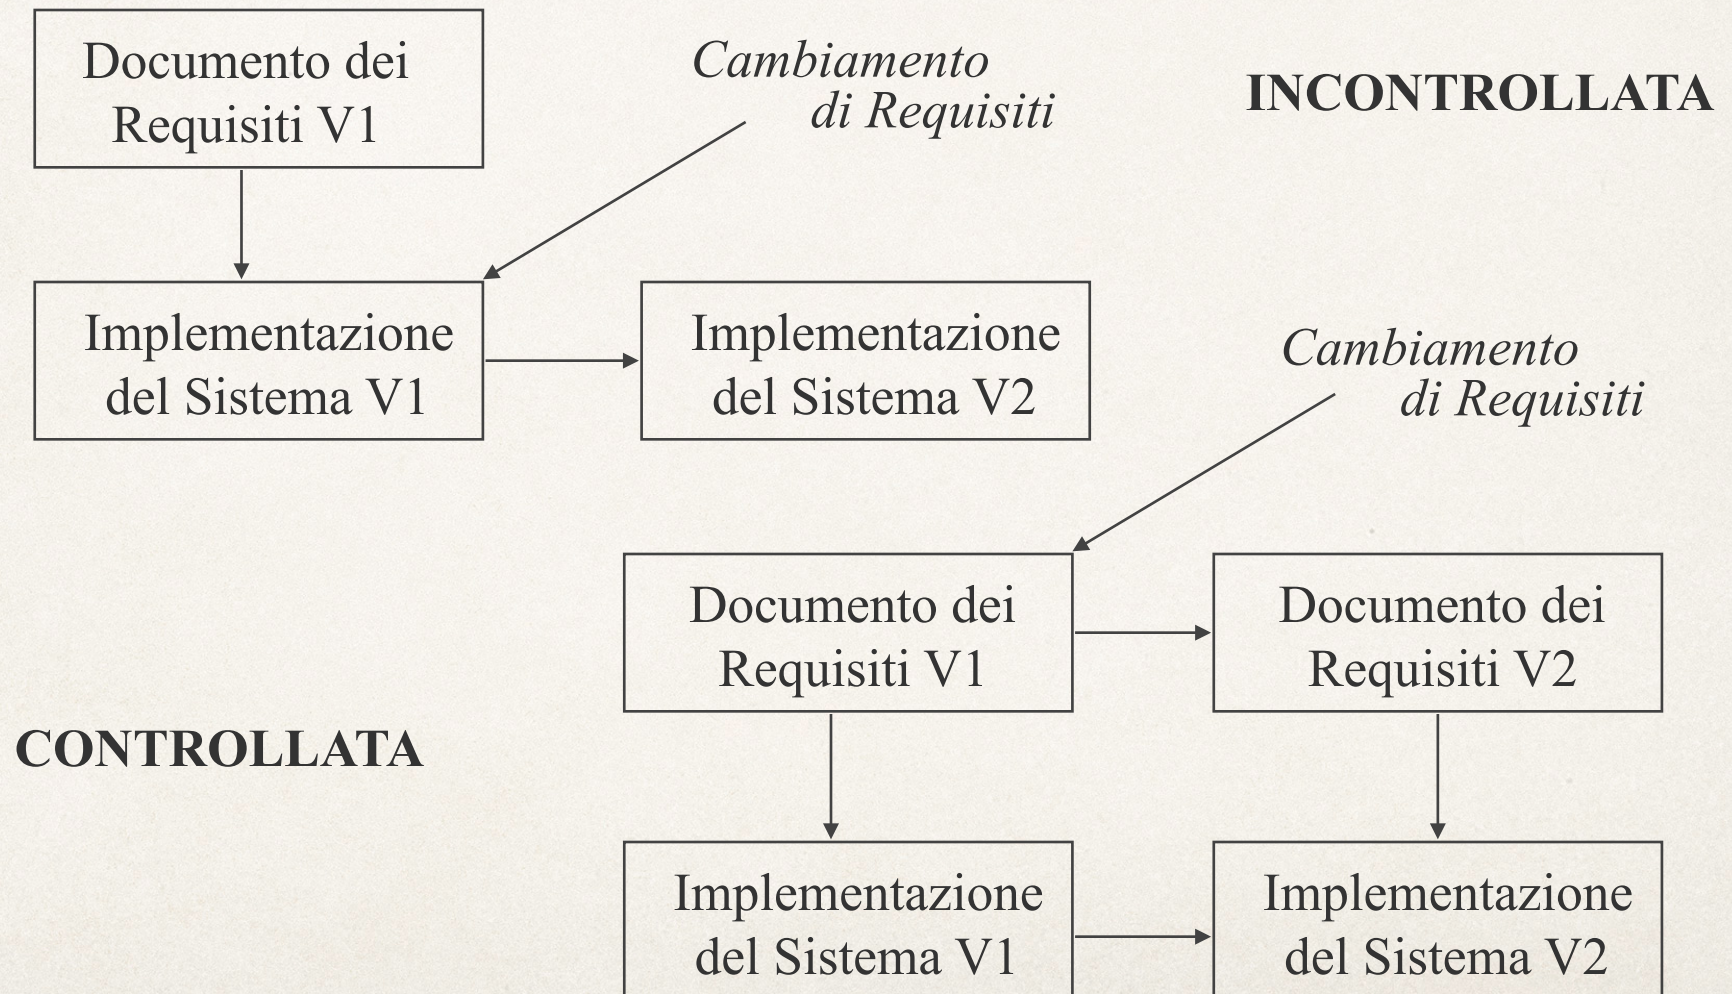 Documento dei
Requisiti V1
Cambiamento
di Requisiti
INCONTROLLATA
Implementazione
del Sistema V1
Implementazione
del Sistema V2
Cambiamento
di Requisiti
Documento dei
Requisiti V1
Documento dei
Requisiti V2
CONTROLLATA
Implementazione
del Sistema V1
Implementazione
del Sistema V2